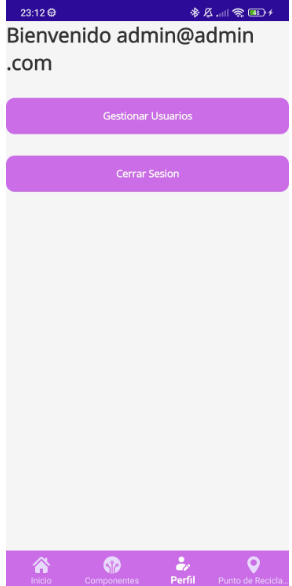 23:12
Bienvenido admin@admin
.com
Gestionar Usuarios
Cerrar Sesion
Inicio
Componentes
Perfil
Punto de Recicla...